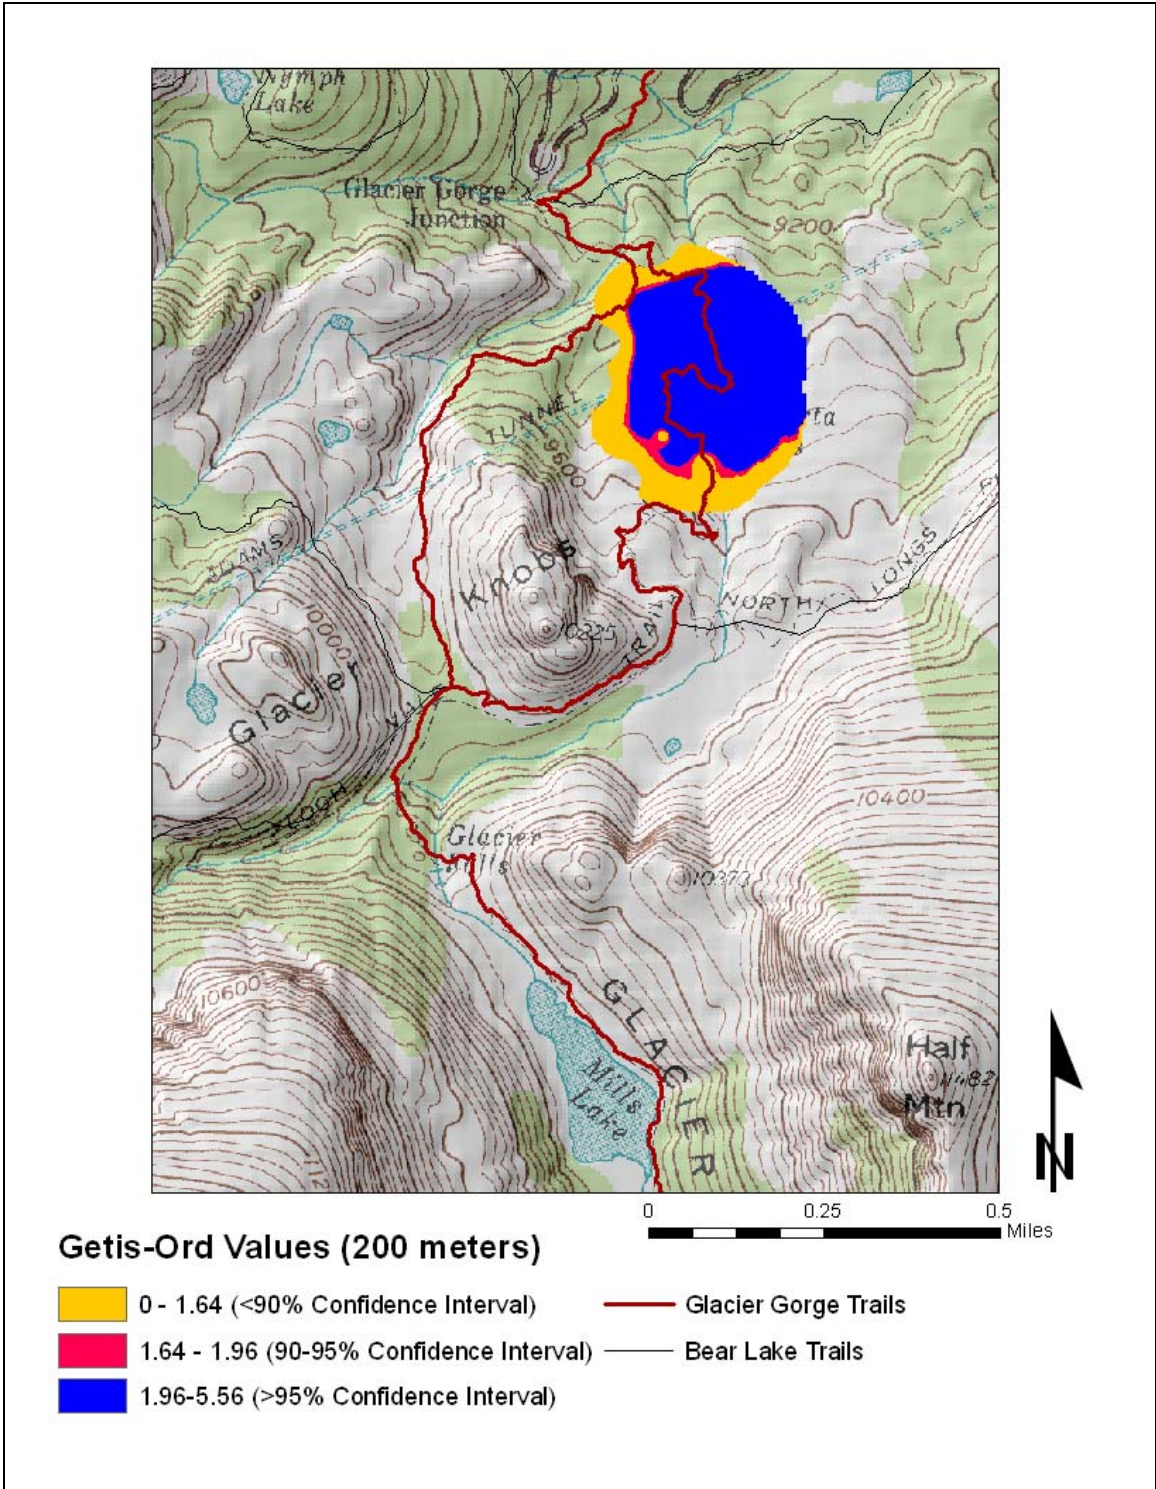 Nymph
Lake
Glacier Gorge
Junction
9200
TUNNEL
9800
ADAMS
Knobs
10000
NORTH
LONGS
10225
TRAIL
Glacier
10400
Glacier
Falls
10373
10600
GLACIER
Half
11482
Mtn
Mills
Lake
N
0 0.25 0.5
Miles
Getis-Ord Values (200 meters)
0 - 1.64 (<90% Confidence Interval)
Glacier Gorge Trails
1.64 - 1.96 (90-95% Confidence Interval)
Bear Lake Trails
1.96-5.56 (>95% Confidence Interval)